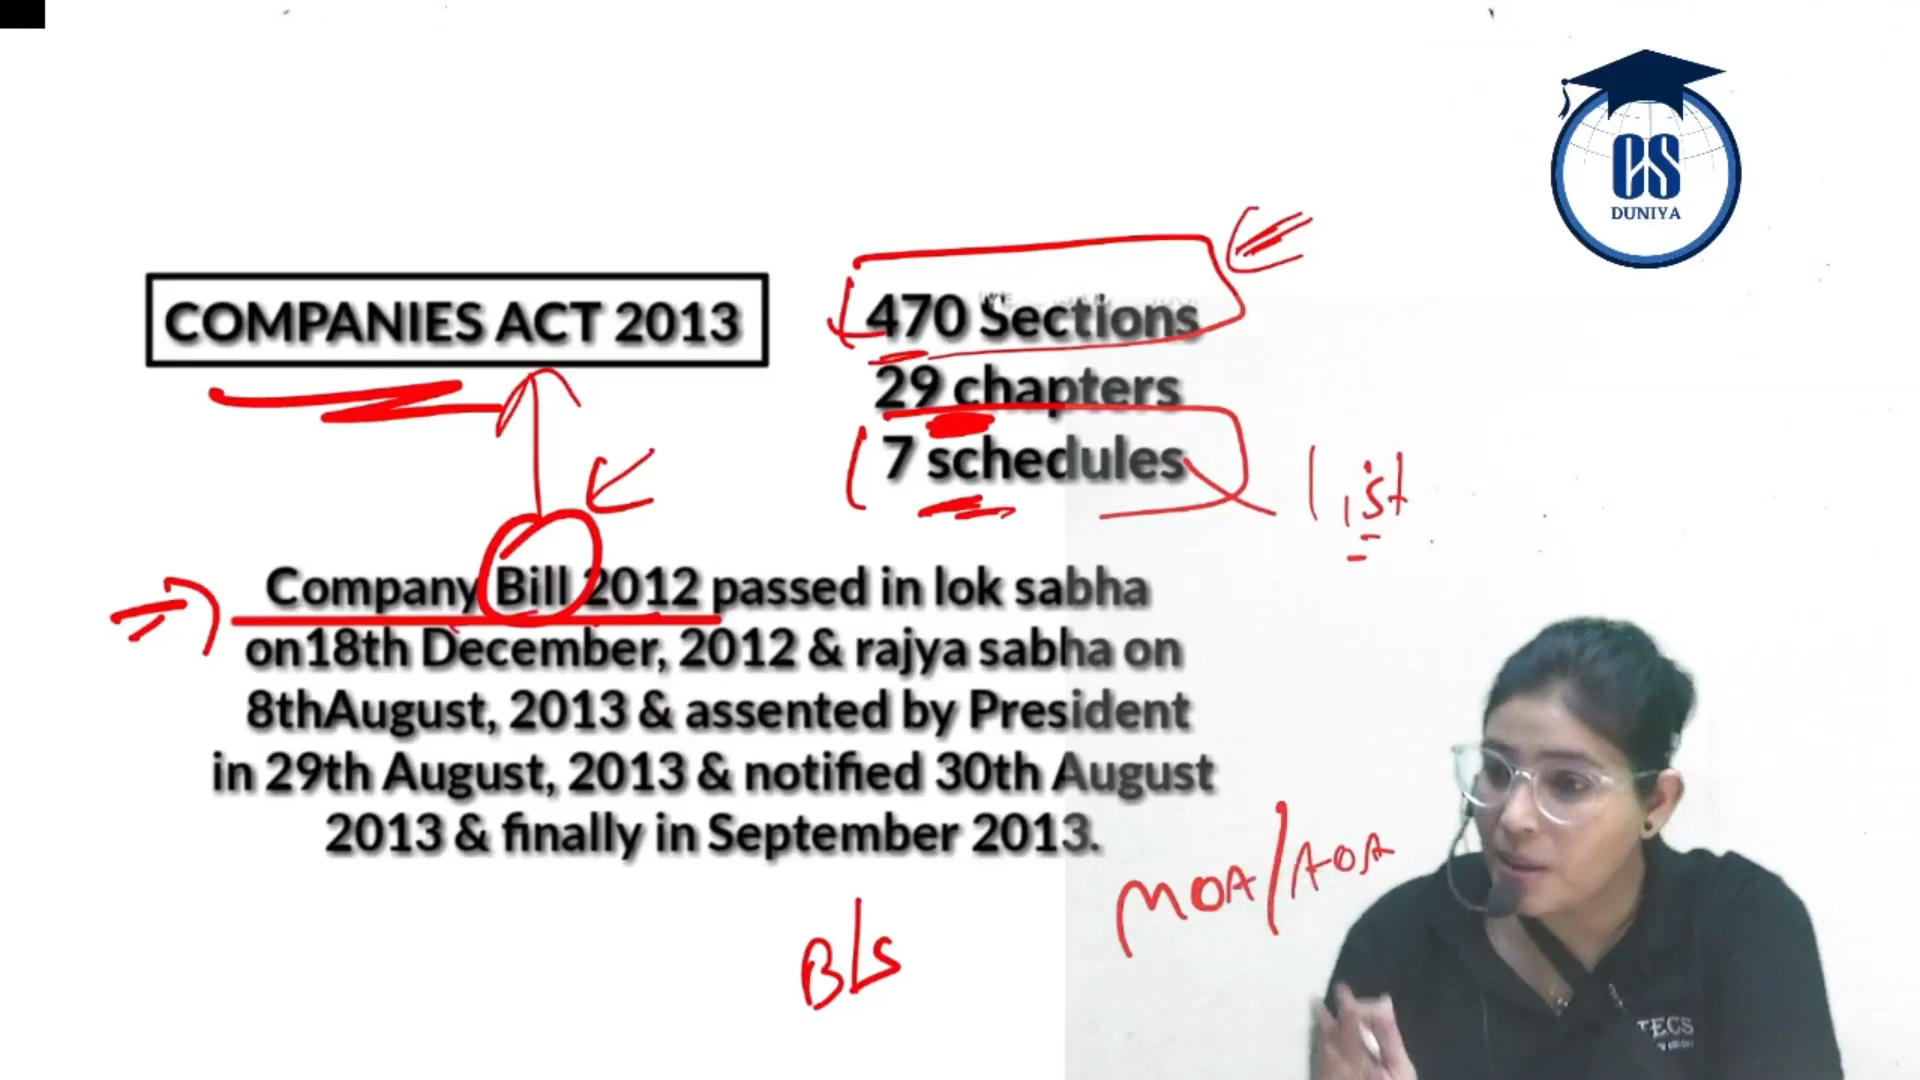 CS
DUNIYA
COMPANIES ACT 2013
470 Sections
29 chapters
7 schedules
list
Company Bill 2012 passed in lok sabha
on18th December, 2012 & rajya sabha on
8thAugust, 2013 & assented by President
in 29th August, 2013 & notified 30th August
2013 & finally in September 2013.
MOA/AOA
B/S
TECS